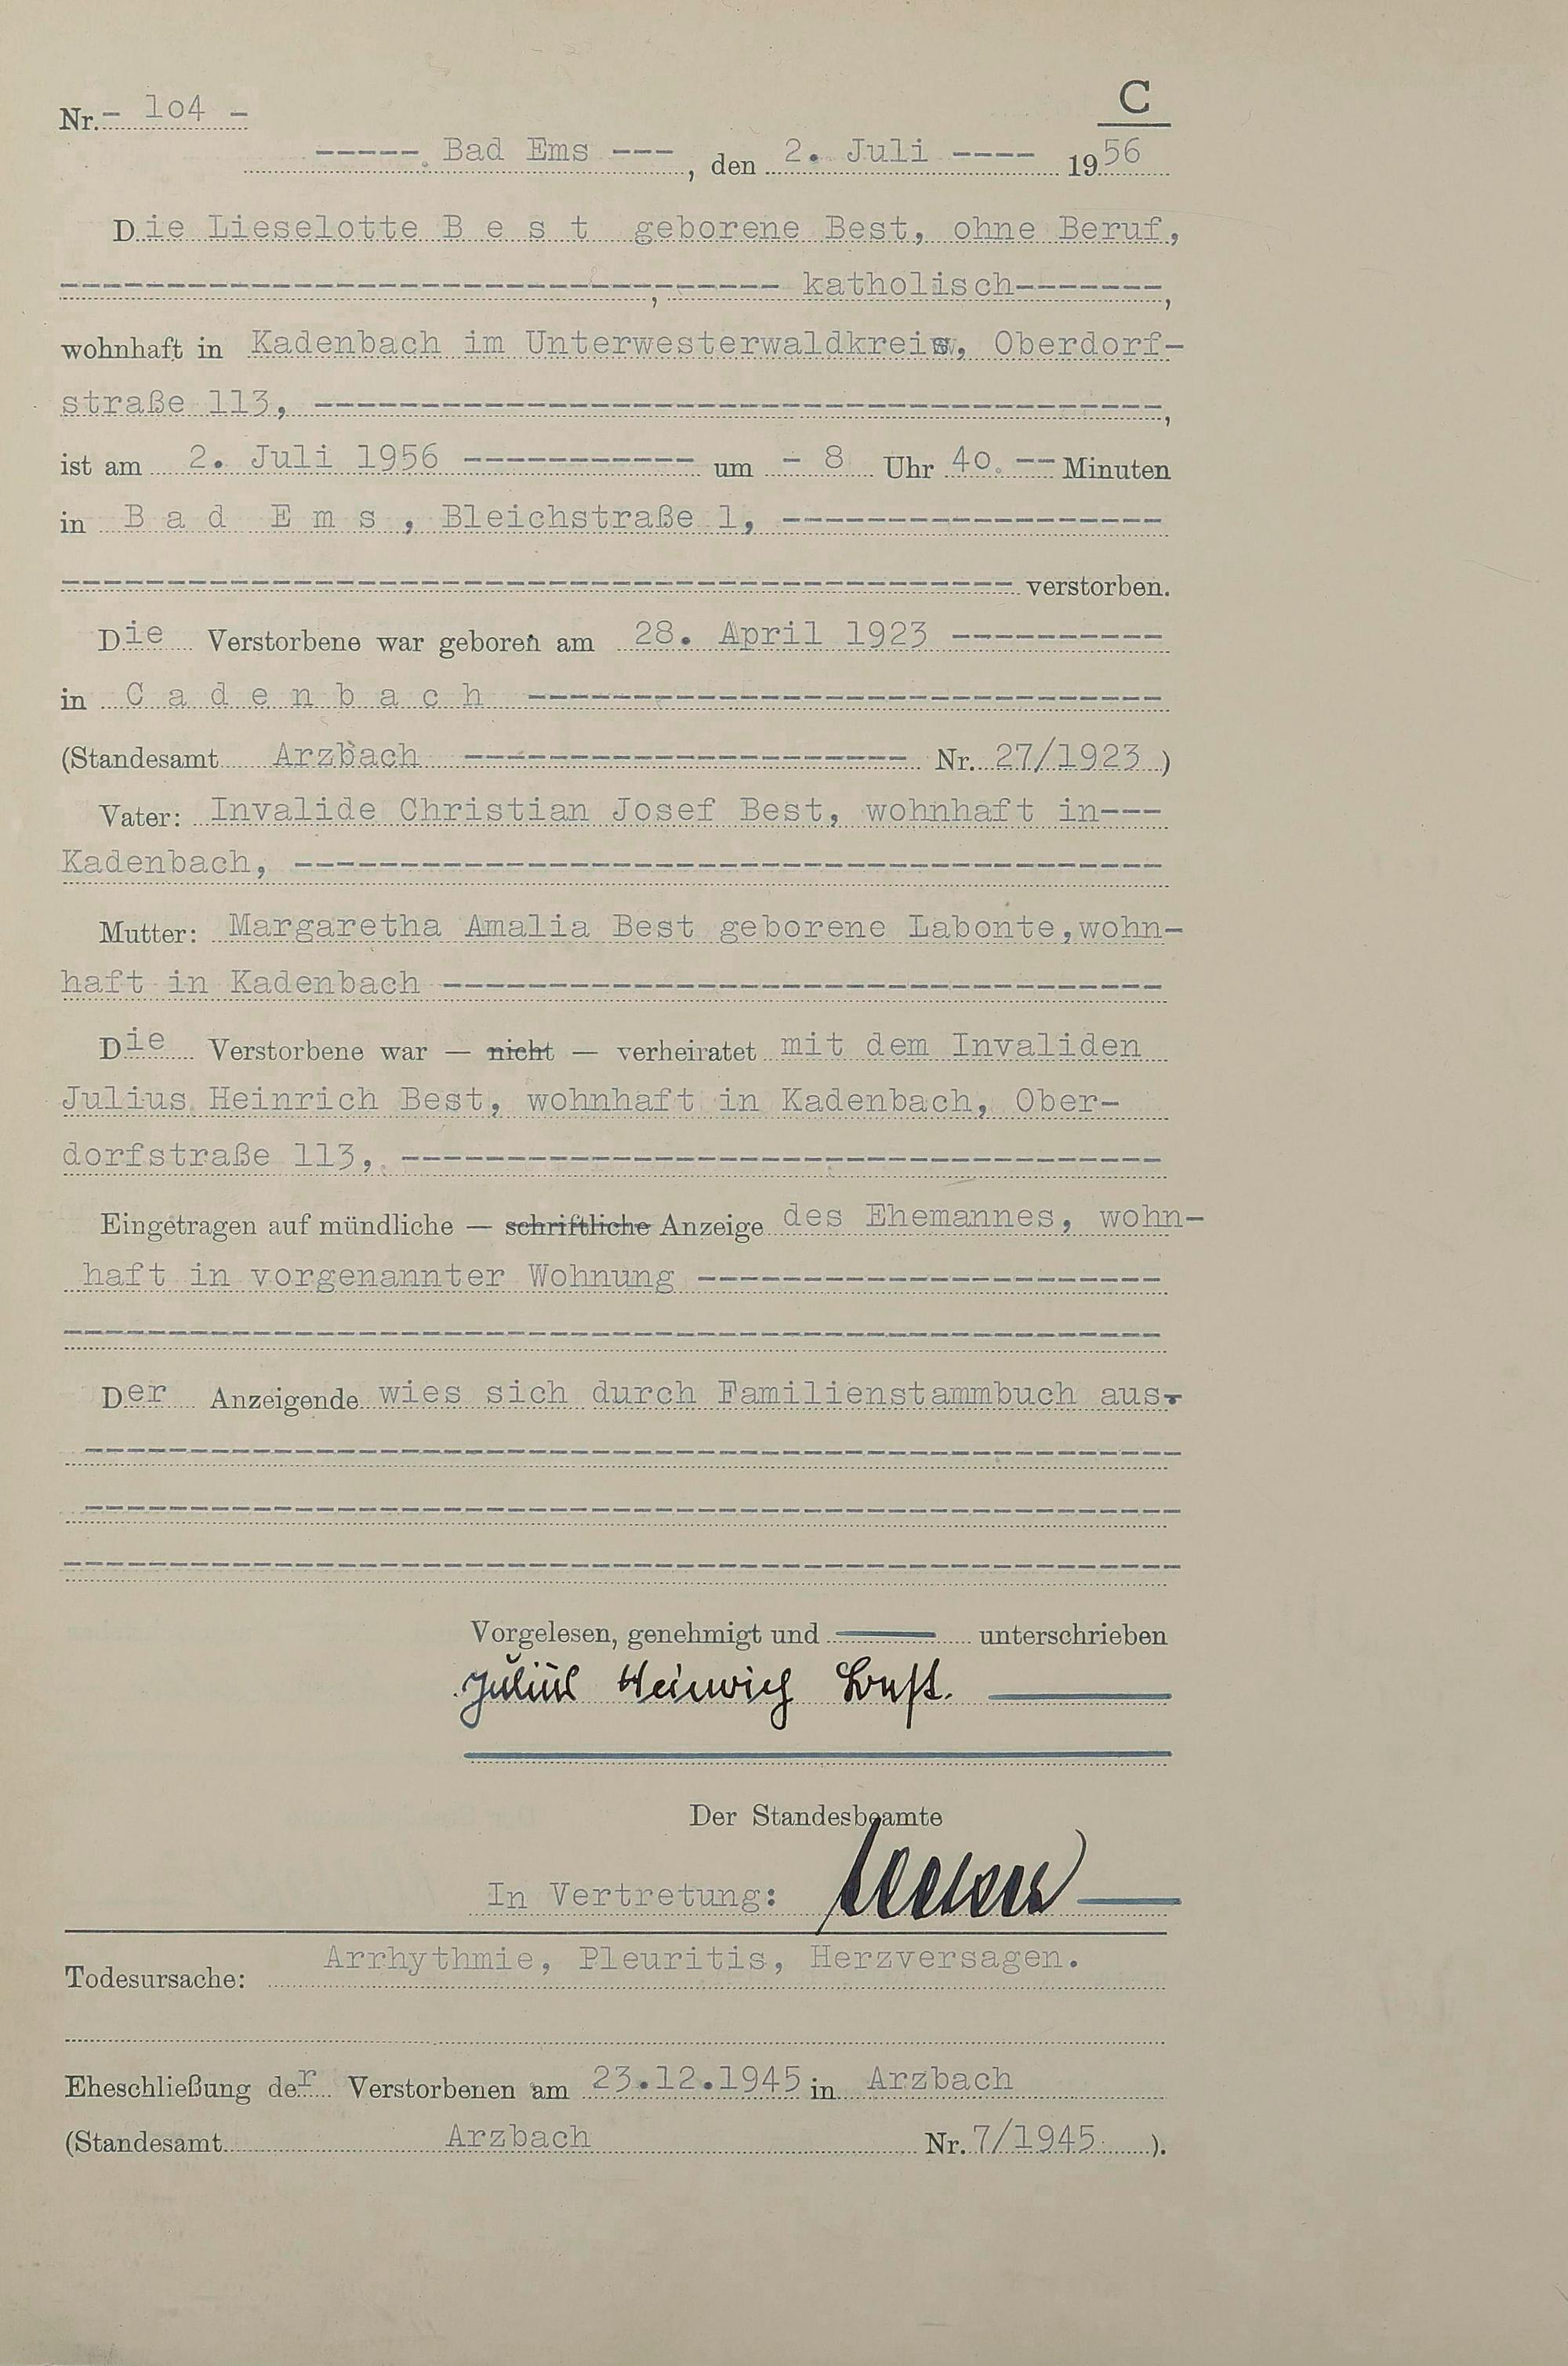 C
Nr. - 1o4 -
-----. Bad Ems ---, den 2. Juli ---- 1956
Die Lieselotte B e s t geborene Best, ohne Beruf,
----------------------------, ------ katholisch-------,
wohnhaft in Kadenbach im Unterwesterwaldkreis, Oberdorf-
straße 113, ----------------------------------------,
ist am 2. Juli 1956 ----------- um - 8 Uhr 4o. -- Minuten
in B a d E m s , Bleichstraße 1, ------------------
--------------------------------------------- verstorben.
Die Verstorbene war geboren am 28. April 1923 ----------
in C a d e n b a c h ------------------------------
(Standesamt Arzbach --------------------- Nr. 27/1923 )
Vater: Invalide Christian Josef Best, wohnhaft in---
Kadenbach, -----------------------------------------
Mutter: Margaretha Amalia Best geborene Labonte,wohn-
haft in Kadenbach ----------------------------------
Die Verstorbene war — nicht — verheiratet mit dem Invaliden
Julius Heinrich Best, wohnhaft in Kadenbach, Ober-
dorfstraße 113, ------------------------------------
Eingetragen auf mündliche — schriftliche Anzeige des Ehemannes, wohn-
haft in vorgenannter Wohnung ----------------------
----------------------------------------------------
Der Anzeigende wies sich durch Familienstammbuch aus.-
----------------------------------------------------
----------------------------------------------------
-----------------------------------------------------
Vorgelesen, genehmigt und ——— unterschrieben
Julius Heinrich Best.
Der Standesbeamte
In Vertretung:
Todesursache: Arrhythmie, Pleuritis, Herzversagen.
Eheschließung der Verstorbenen am 23.12.1945 in Arzbach
(Standesamt Arzbach Nr. 7/1945 ).